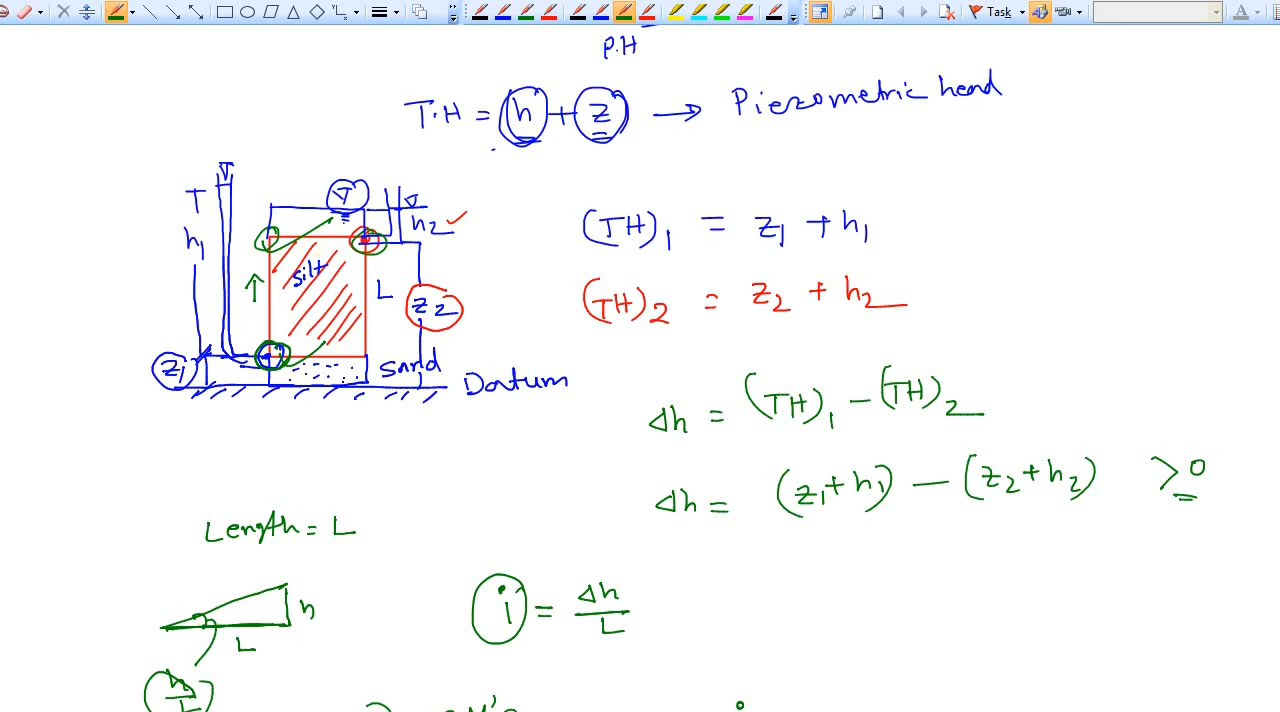 Task
P.H
T.H = h + z → Piezometric head
T
h1
h2
silt
L
z2
z1
sand
Datum
(TH)1 = z1 + h1
(TH)2 = z2 + h2
Δh = (TH)1 - (TH)2
Δh = (z1 + h1) - (z2 + h2) ≥ 0
Length = L
h
L
i = Δh / L
h / L